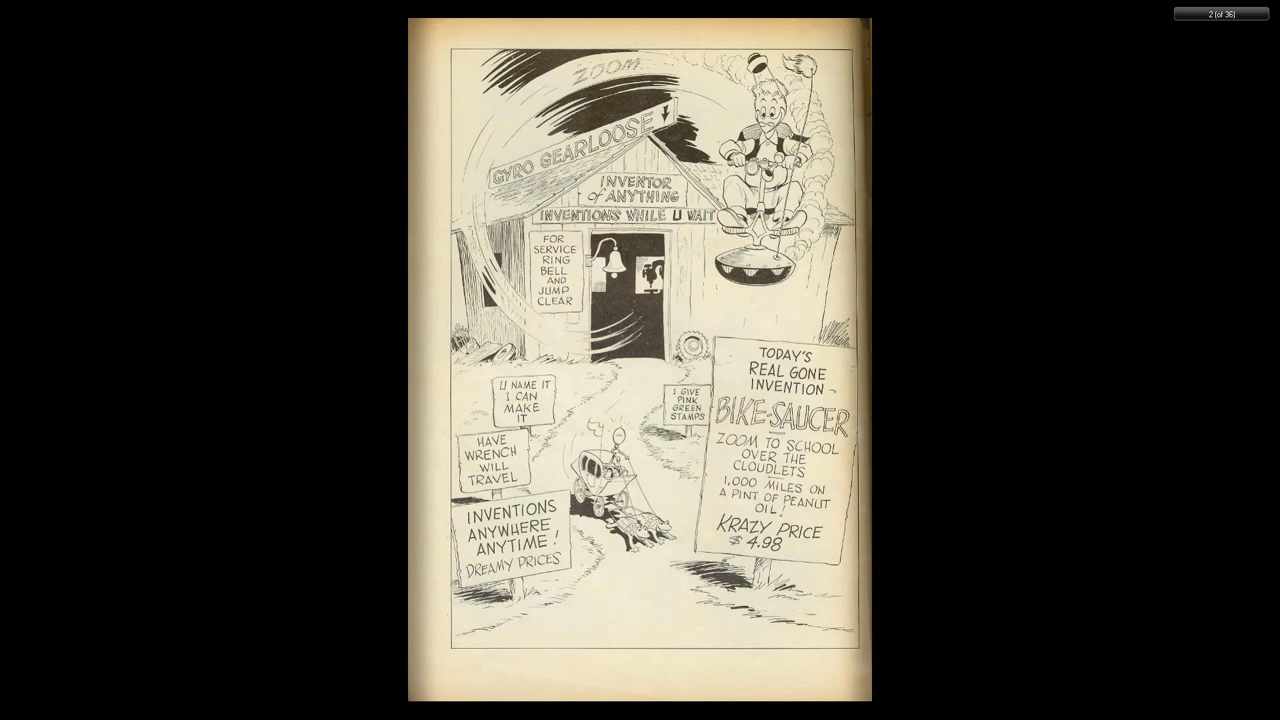 2 (of 36)
ZOOM
GYRO GEARLOOSE
INVENTOR
of ANYTHING
INVENTIONS WHILE U WAIT
FOR
SERVICE
RING
BELL
AND
JUMP
CLEAR
U NAME IT
I CAN
MAKE
IT
HAVE
WRENCH
WILL
TRAVEL
INVENTIONS
ANYWHERE
ANYTIME!
DREAMY PRICES
I GIVE
PINK
GREEN
STAMPS
TODAY'S
REAL GONE
INVENTION -
BIKE-SAUCER
ZOOM TO SCHOOL
OVER THE
CLOUDLETS
1,000 MILES ON
A PINT OF PEANUT
OIL!
KRAZY PRICE
$ 4.98